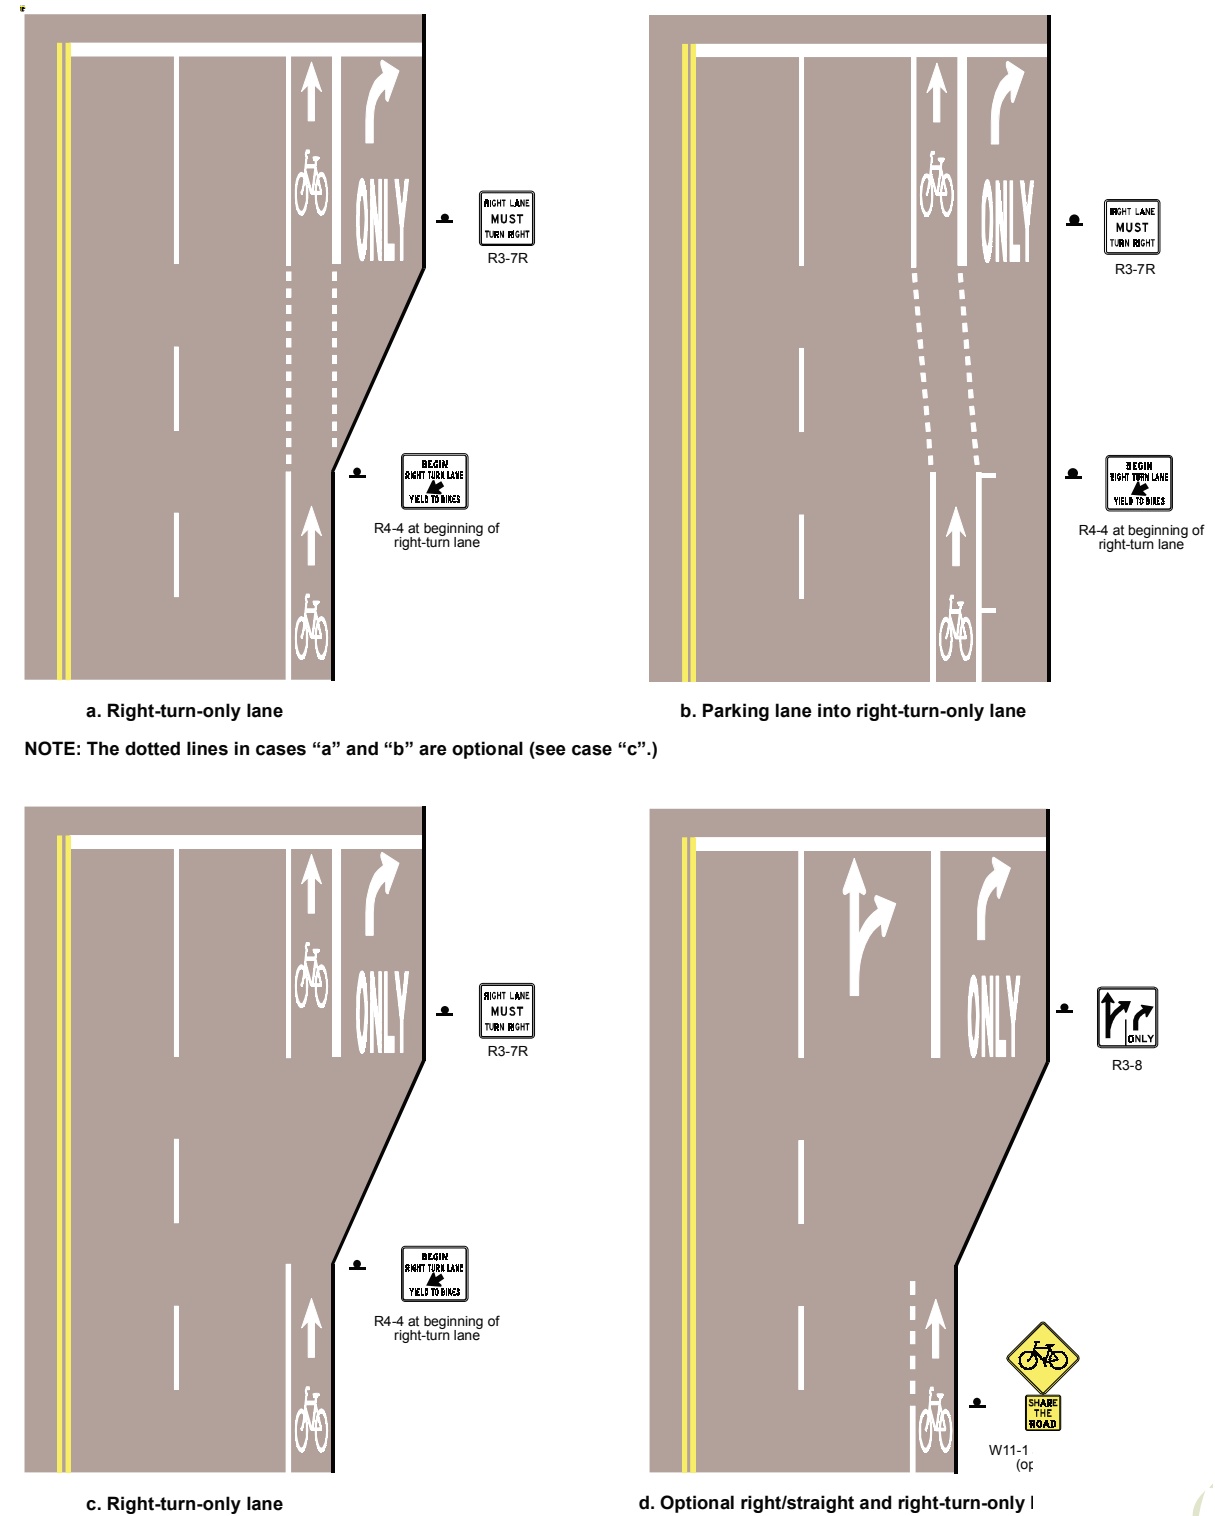 ONLY
RIGHT LANE
MUST
TURN RIGHT
R3-7R
BEGIN
RIGHT TURN LANE
YIELD TO BIKES
R4-4 at beginning of
right-turn lane
a. Right-turn-only lane
ONLY
RIGHT LANE
MUST
TURN RIGHT
R3-7R
BEGIN
RIGHT TURN LANE
YIELD TO BIKES
R4-4 at beginning of
right-turn lane
b. Parking lane into right-turn-only lane
NOTE: The dotted lines in cases “a” and “b” are optional (see case “c”.)
ONLY
RIGHT LANE
MUST
TURN RIGHT
R3-7R
BEGIN
RIGHT TURN LANE
YIELD TO BIKES
R4-4 at beginning of
right-turn lane
c. Right-turn-only lane
ONLY
ONLY
R3-8
SHARE
THE
ROAD
W11-1
(op
d. Optional right/straight and right-turn-only l